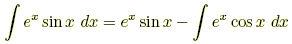 ∫ e^x sin x dx = e^x sin x − ∫ e^x cos x dx